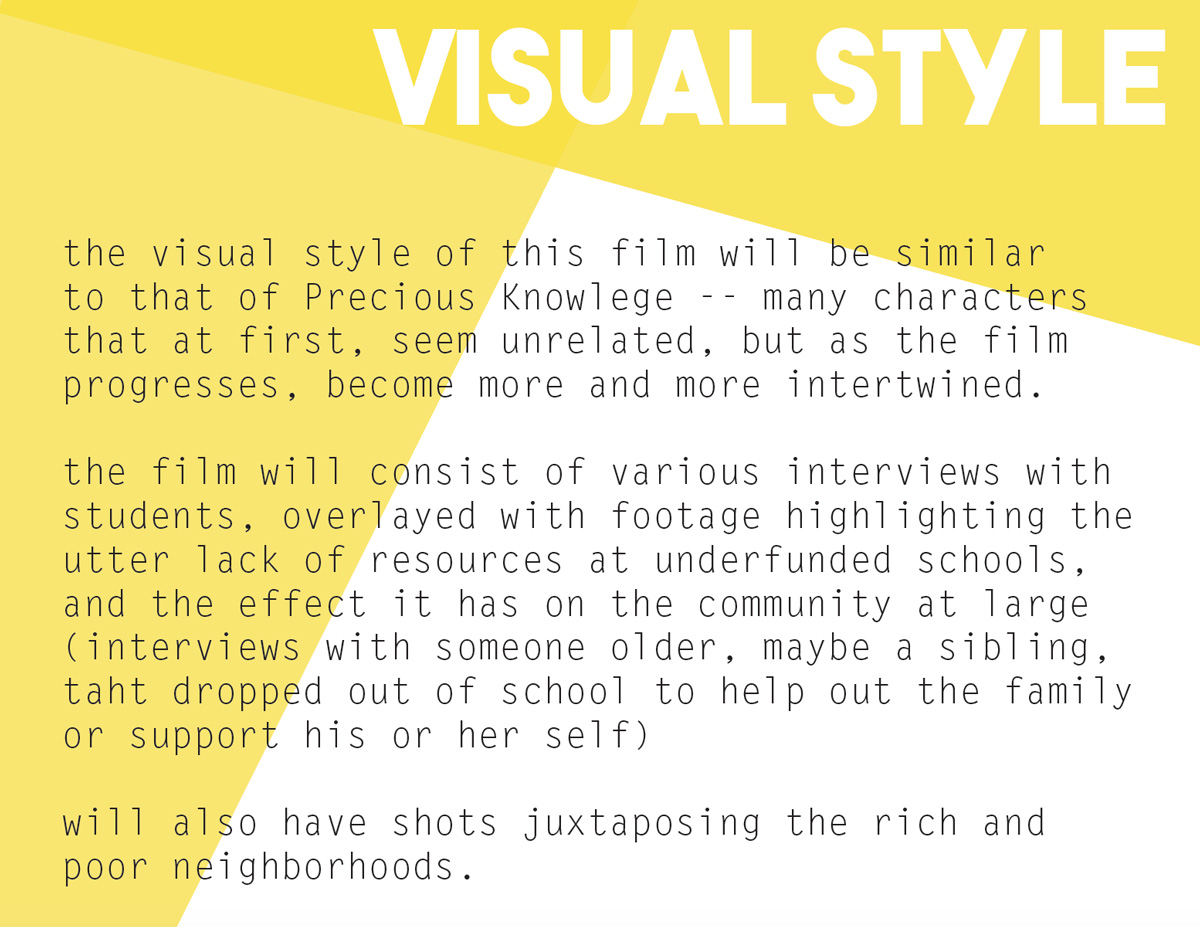 VISUAL STYLE
the visual style of this film will be similar
to that of Precious Knowlege -- many characters
that at first, seem unrelated, but as the film
progresses, become more and more intertwined.
the film will consist of various interviews with
students, overlayed with footage highlighting the
utter lack of resources at underfunded schools,
and the effect it has on the community at large
(interviews with someone older, maybe a sibling,
taht dropped out of school to help out the family
or support his or her self)
will also have shots juxtaposing the rich and
poor neighborhoods.